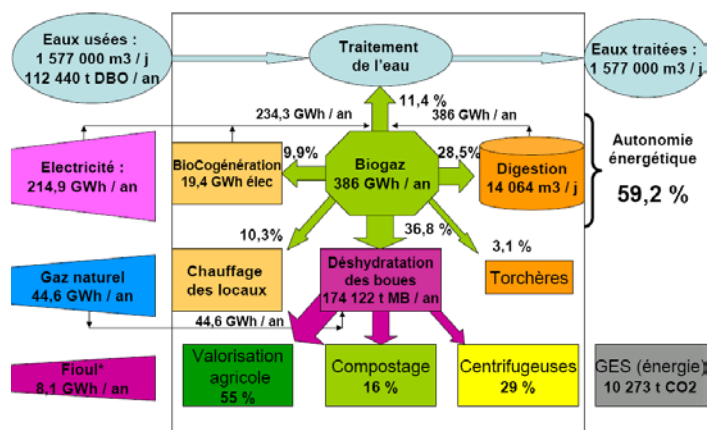 Eaux usées :
1 577 000 m3 / j
112 440 t DBO / an
Traitement
de l'eau
Eaux traitées :
1 577 000 m3 / j
234,3 GWh / an
11,4 %
386 GWh / an
Electricité :
214,9 GWh / an
BioCogénération
19,4 GWh élec
9,9%
Biogaz
386 GWh / an
28,5%
Digestion
14 064 m3 / j
Autonomie
énergétique
59,2 %
10,3%
36,8 %
3,1 %
Gaz naturel
44,6 GWh / an
Chauffage
des locaux
Déshydratation
des boues
174 122 t MB / an
Torchères
44,6 GWh / an
Fioul*
8,1 GWh / an
Valorisation
agricole
55 %
Compostage
16 %
Centrifugeuses
29 %
GES (énergie)
10 273 t CO2